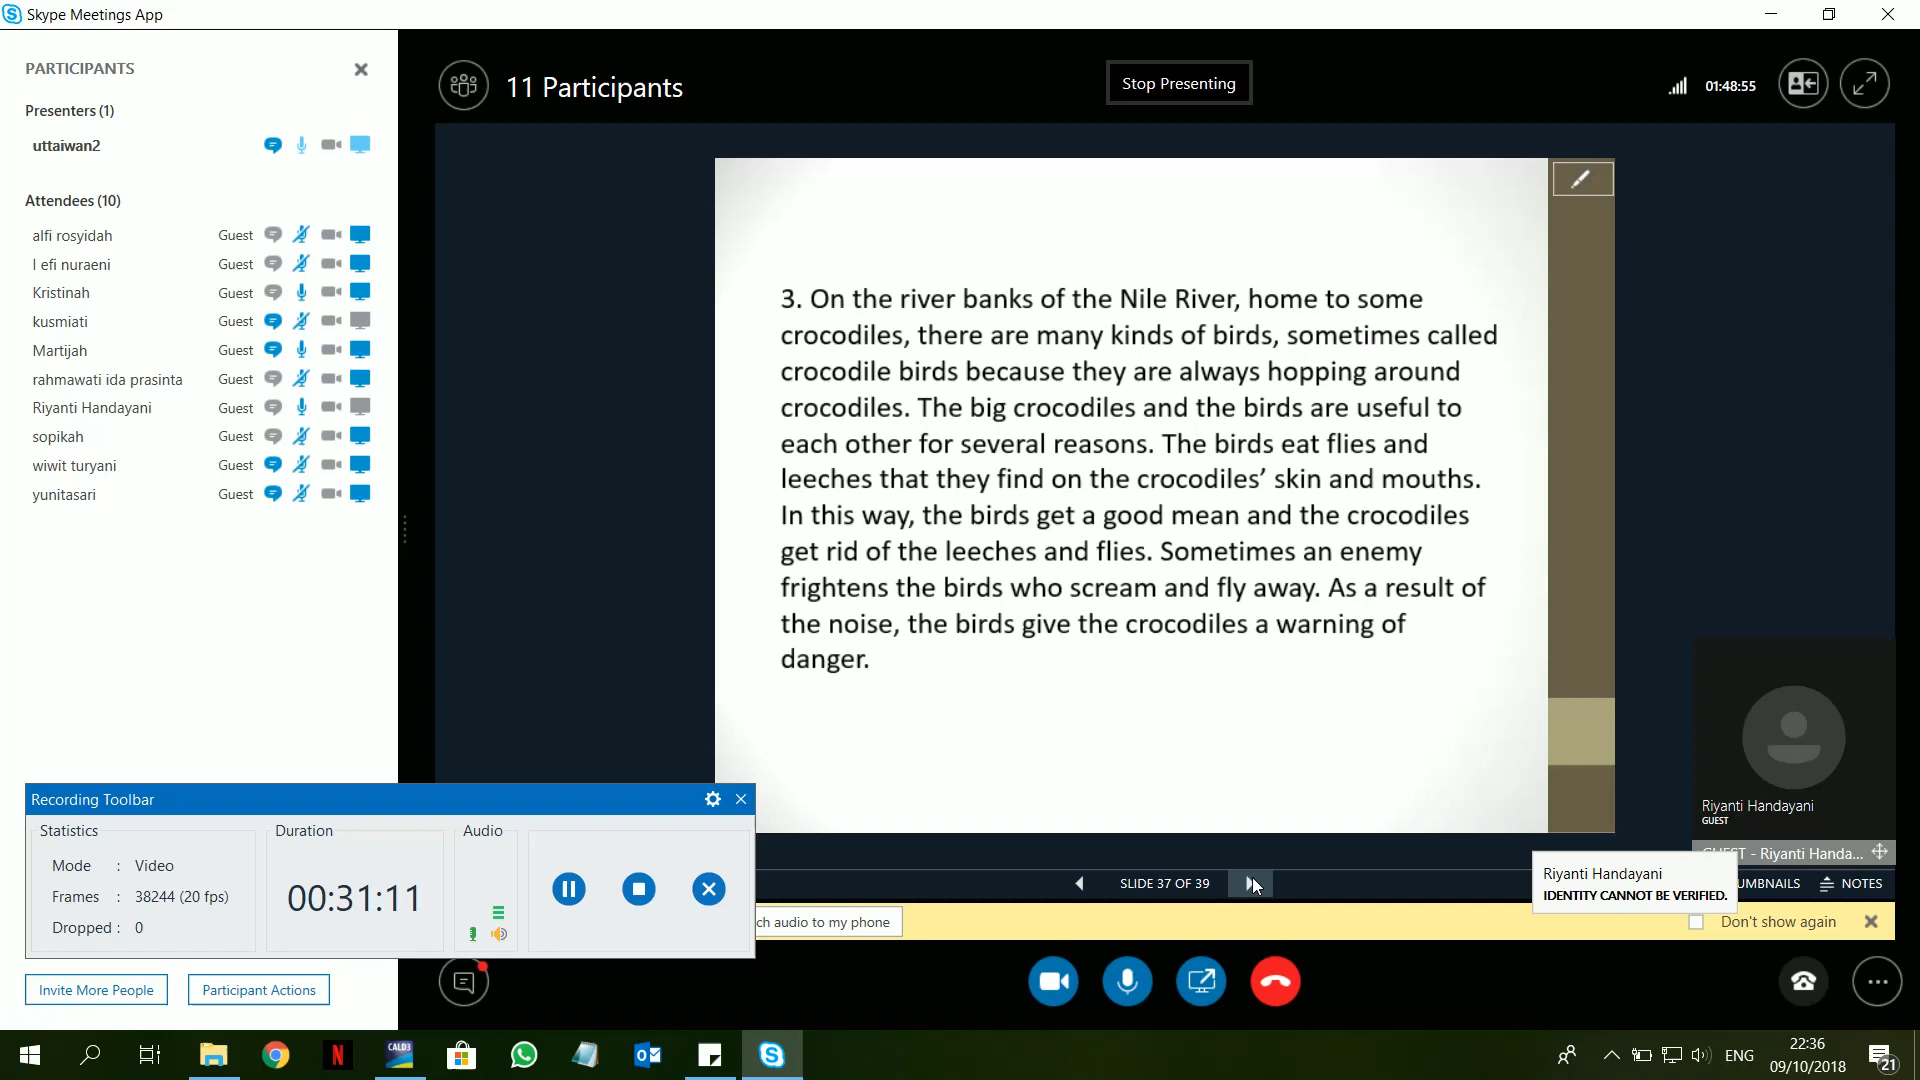 Skype Meetings App
PARTICIPANTS
Presenters (1)
uttaiwan2
Attendees (10)
alfi rosyidah Guest
I efi nuraeni Guest
Kristinah Guest
kusmiati Guest
Martijah Guest
rahmawati ida prasinta Guest
Riyanti Handayani Guest
sopikah Guest
wiwit turyani Guest
yunitasari Guest
11 Participants
Stop Presenting
01:48:55
3. On the river banks of the Nile River, home to some
crocodiles, there are many kinds of birds, sometimes called
crocodile birds because they are always hopping around
crocodiles. The big crocodiles and the birds are useful to
each other for several reasons. The birds eat flies and
leeches that they find on the crocodiles’ skin and mouths.
In this way, the birds get a good mean and the crocodiles
get rid of the leeches and flies. Sometimes an enemy
frightens the birds who scream and fly away. As a result of
the noise, the birds give the crocodiles a warning of
danger.
Riyanti Handayani
GUEST
GUEST - Riyanti Handa...
Riyanti Handayani
IDENTITY CANNOT BE VERIFIED.
SLIDE 37 OF 39
UMBNAILS
NOTES
ch audio to my phone
Don't show again
Recording Toolbar
Statistics
Mode : Video
Frames : 38244 (20 fps)
Dropped : 0
Duration
00:31:11
Audio
Invite More People
Participant Actions
N
CALD3
ENG
22:36
09/10/2018
21